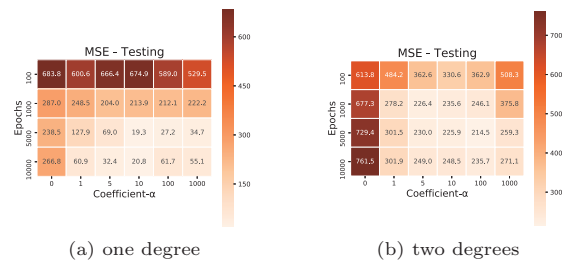 MSE - Testing
100 683.8 600.6 666.4 674.9 589.0 529.5
1000 287.0 248.5 204.0 213.9 212.1 222.2
5000 238.5 127.9 69.0 19.3 27.2 34.7
10000 266.8 60.9 32.4 20.8 61.7 55.1
Epochs
0 1 5 10 100 1000
Coefficient-α
600
450
300
150
(a) one degree
MSE - Testing
100 613.8 484.2 362.6 330.6 362.9 508.3
1000 677.3 278.2 226.4 235.6 246.1 375.8
5000 729.4 301.5 230.0 225.9 214.5 259.3
10000 761.5 301.9 249.0 248.5 235.7 271.1
Epochs
0 1 5 10 100 1000
Coefficient-α
700
600
500
400
300
(b) two degrees